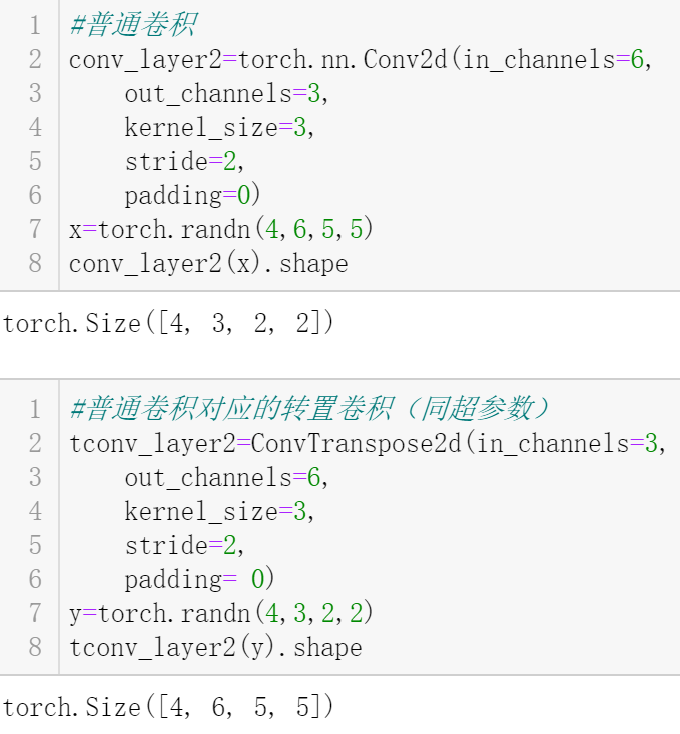 1 #普通卷积
2 conv_layer2=torch.nn.Conv2d(in_channels=6,
3     out_channels=3,
4     kernel_size=3,
5     stride=2,
6     padding=0)
7 x=torch.randn(4,6,5,5)
8 conv_layer2(x).shape
torch.Size([4, 3, 2, 2])
1 #普通卷积对应的转置卷积（同超参数）
2 tconv_layer2=ConvTranspose2d(in_channels=3,
3     out_channels=6,
4     kernel_size=3,
5     stride=2,
6     padding= 0)
7 y=torch.randn(4,3,2,2)
8 tconv_layer2(y).shape
torch.Size([4, 6, 5, 5])